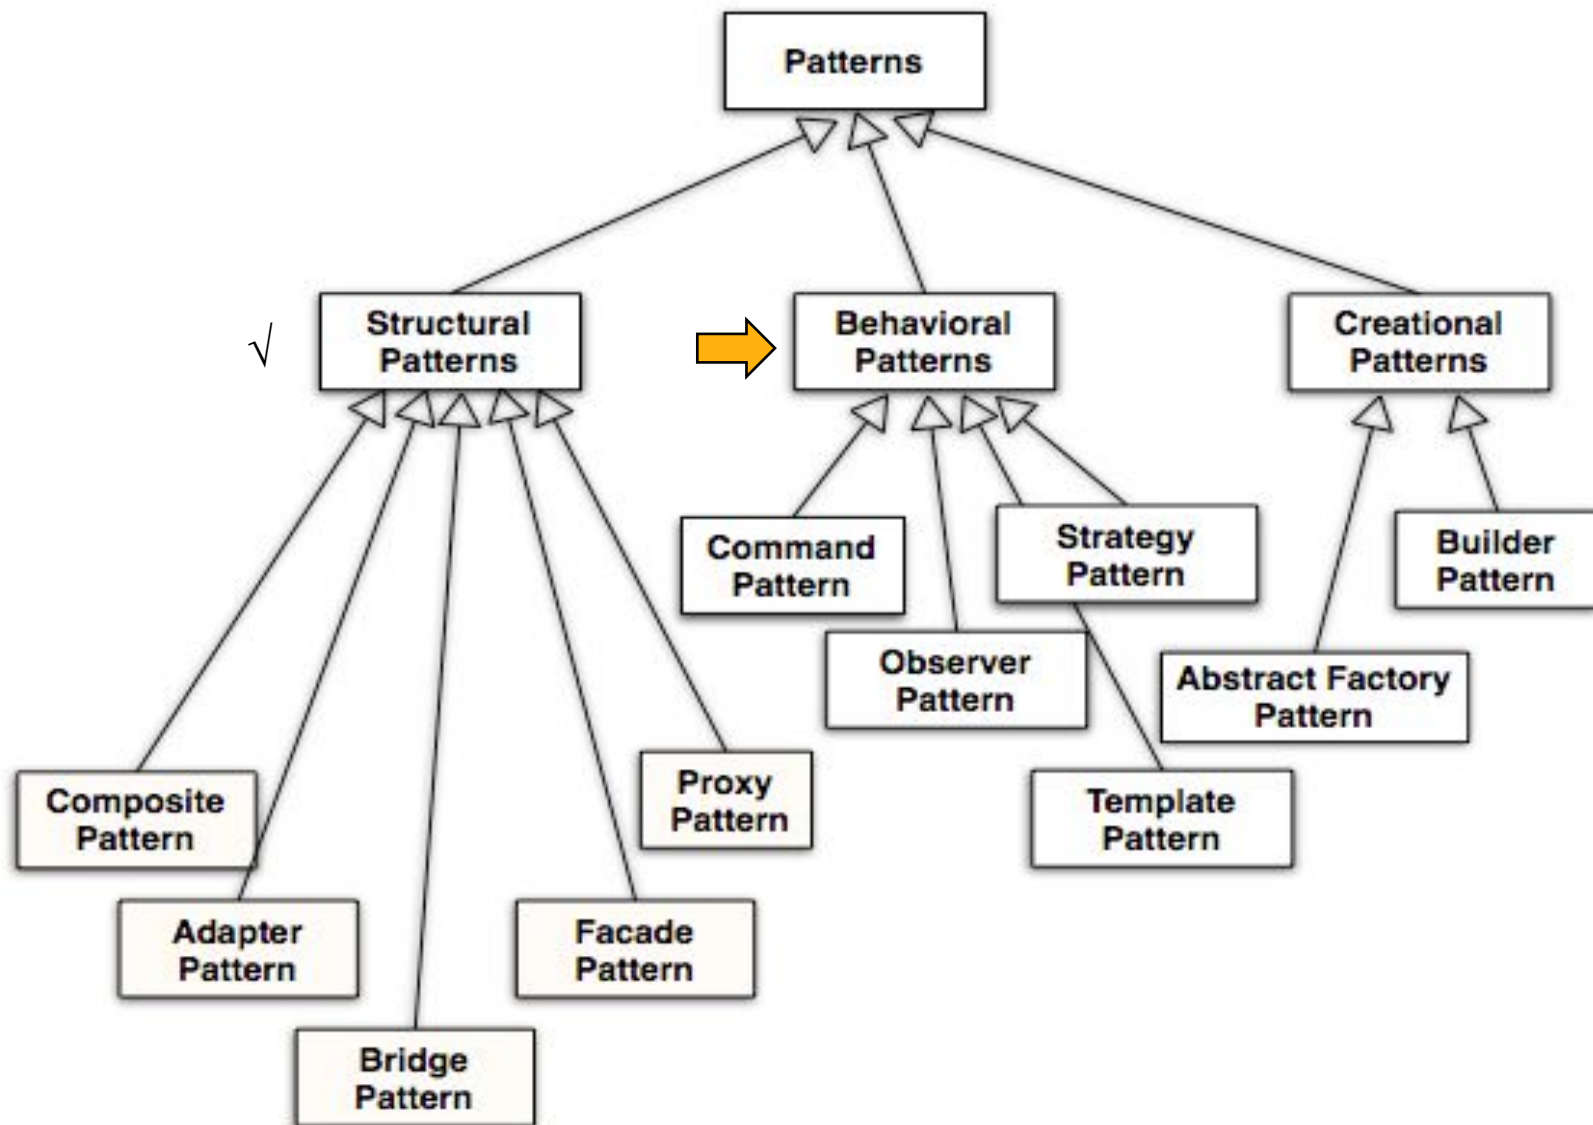 Patterns
√
Structural
Patterns
Behavioral
Patterns
Creational
Patterns
Command
Pattern
Strategy
Pattern
Builder
Pattern
Observer
Pattern
Abstract Factory
Pattern
Composite
Pattern
Proxy
Pattern
Template
Pattern
Adapter
Pattern
Facade
Pattern
Bridge
Pattern